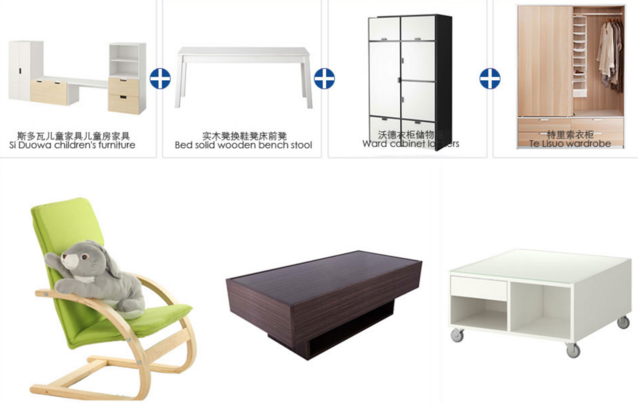 斯多瓦儿童家具儿童房家具
Si Duowa children's furniture
实木凳换鞋凳床前凳
Bed solid wooden bench stool
沃德衣柜储物
Ward cabinet lo ers
特里索衣柜
Te Lisuo wardrobe